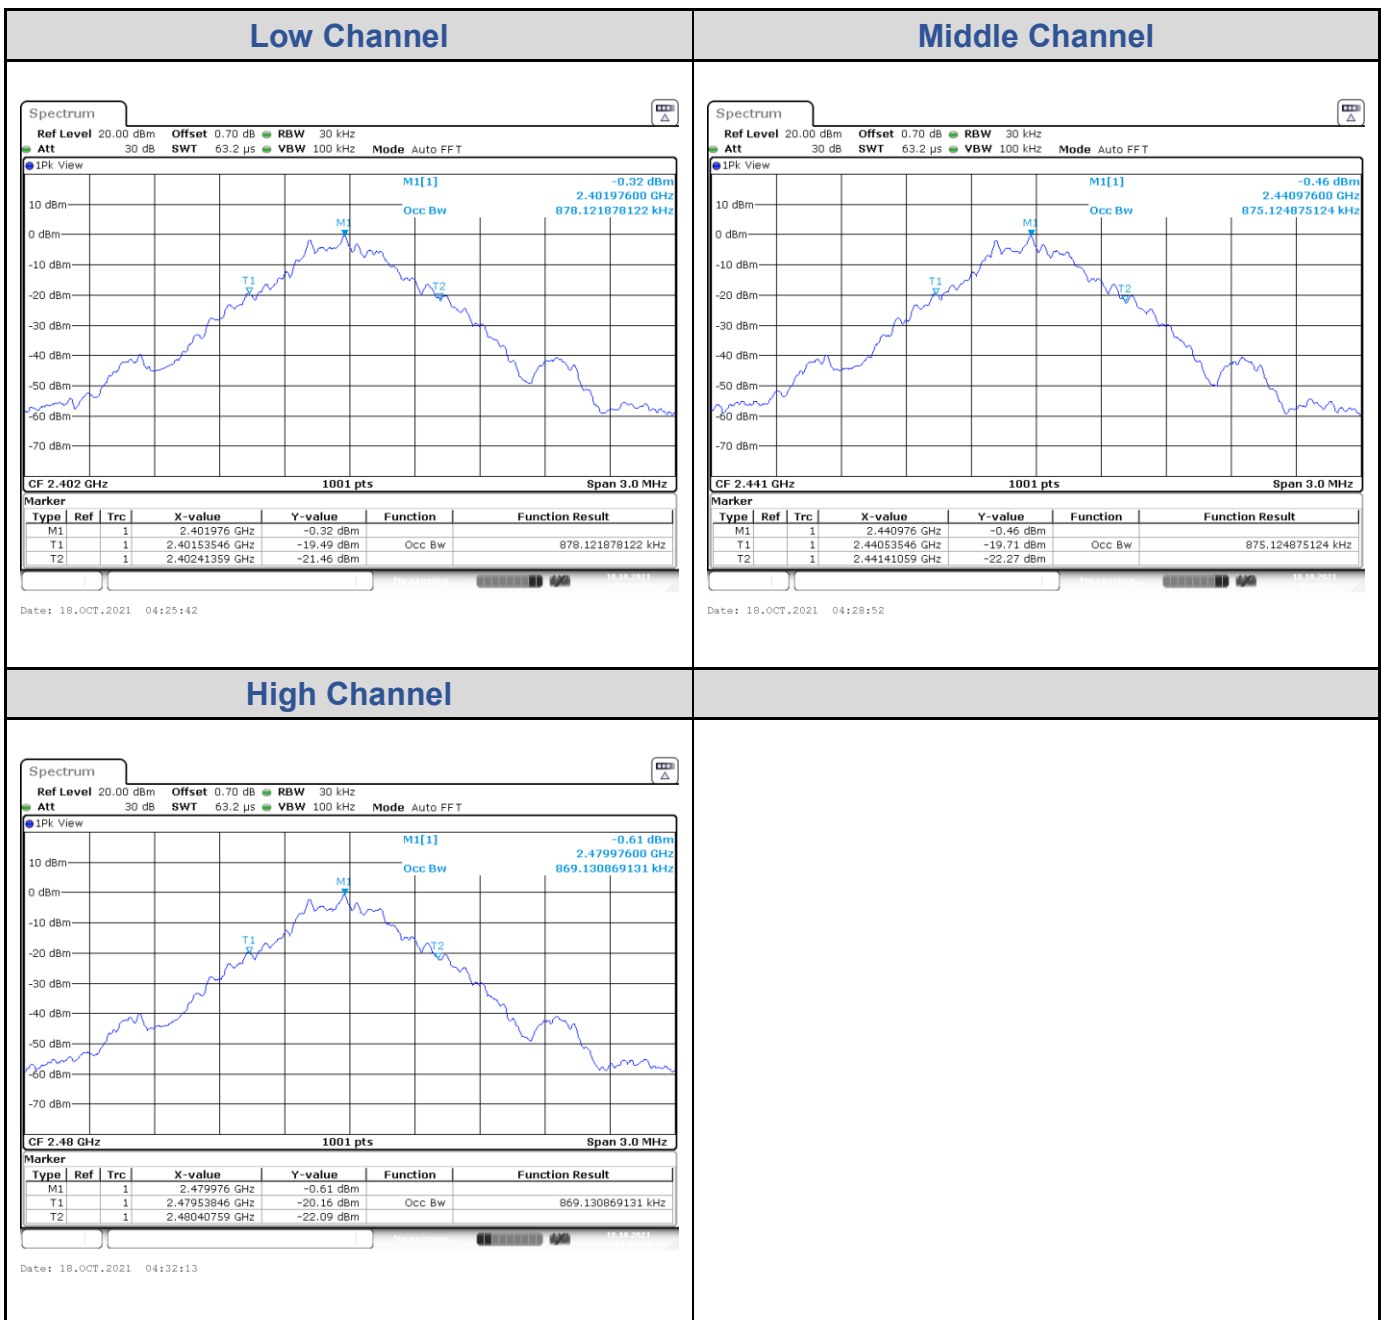 Low Channel
Middle Channel
Spectrum
Ref Level 20.00 dBm Offset 0.70 dB RBW 30 kHz
Att 30 dB SWT 63.2 µs VBW 100 kHz Mode Auto FFT
1Pk View
M1[1] -0.32 dBm
2.40197600 GHz
10 dBm
Occ Bw 878.121878122 kHz
M1
0 dBm
-10 dBm
T1
T2
-20 dBm
-30 dBm
-40 dBm
-50 dBm
-60 dBm
-70 dBm
CF 2.402 GHz 1001 pts Span 3.0 MHz
Marker
Type Ref Trc X-value Y-value Function Function Result
M1 1 2.401976 GHz -0.32 dBm
T1 1 2.40153546 GHz -19.49 dBm Occ Bw 878.121878122 kHz
T2 1 2.40241359 GHz -21.46 dBm
Measuring 18.10.2021
Date: 18.OCT.2021 04:25:42
Spectrum
Ref Level 20.00 dBm Offset 0.70 dB RBW 30 kHz
Att 30 dB SWT 63.2 µs VBW 100 kHz Mode Auto FFT
1Pk View
M1[1] -0.46 dBm
2.44097600 GHz
10 dBm
Occ Bw 875.124875124 kHz
M1
0 dBm
-10 dBm
T1
T2
-20 dBm
-30 dBm
-40 dBm
-50 dBm
-60 dBm
-70 dBm
CF 2.441 GHz 1001 pts Span 3.0 MHz
Marker
Type Ref Trc X-value Y-value Function Function Result
M1 1 2.440976 GHz -0.46 dBm
T1 1 2.44053546 GHz -19.71 dBm Occ Bw 875.124875124 kHz
T2 1 2.44141059 GHz -22.27 dBm
Measuring 18.10.2021
Date: 18.OCT.2021 04:28:52
High Channel
Spectrum
Ref Level 20.00 dBm Offset 0.70 dB RBW 30 kHz
Att 30 dB SWT 63.2 µs VBW 100 kHz Mode Auto FFT
1Pk View
M1[1] -0.61 dBm
2.47997600 GHz
10 dBm
Occ Bw 869.130869131 kHz
M1
0 dBm
-10 dBm
T1
T2
-20 dBm
-30 dBm
-40 dBm
-50 dBm
-60 dBm
-70 dBm
CF 2.48 GHz 1001 pts Span 3.0 MHz
Marker
Type Ref Trc X-value Y-value Function Function Result
M1 1 2.479976 GHz -0.61 dBm
T1 1 2.47953846 GHz -20.16 dBm Occ Bw 869.130869131 kHz
T2 1 2.48040759 GHz -22.09 dBm
Measuring 18.10.2021
Date: 18.OCT.2021 04:32:13